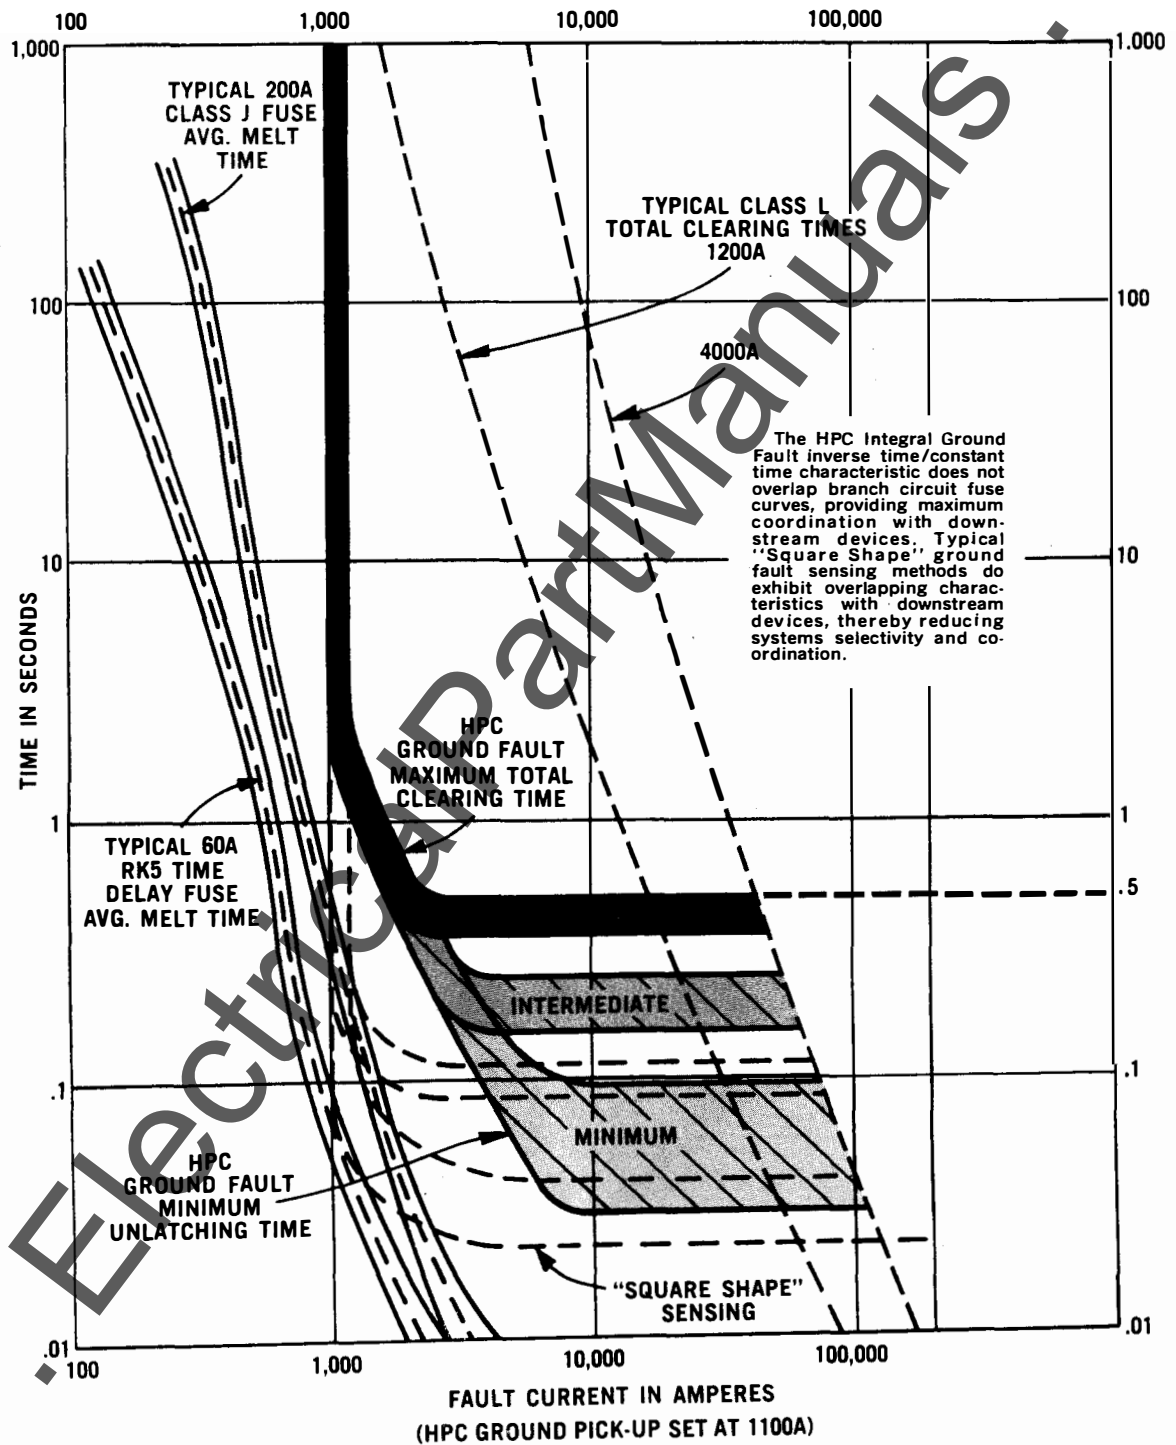 100
1,000
10,000
100,000
1,000
1.000
TYPICAL 200A
CLASS J FUSE
AVG. MELT
TIME
TYPICAL CLASS L
TOTAL CLEARING TIMES
1200A
100
100
4000A
The HPC Integral Ground
Fault inverse time/constant
time characteristic does not
overlap branch circuit fuse
curves, providing maximum
coordination with down-
stream devices. Typical
"Square Shape" ground
fault sensing methods do
exhibit overlapping charac-
teristics with downstream
devices, thereby reducing
systems selectivity and co-
ordination.
10
10
TIME IN SECONDS
HPC
GROUND FAULT
MAXIMUM TOTAL
CLEARING TIME
1
1
TYPICAL 60A
RK5 TIME
DELAY FUSE
AVG. MELT TIME
.5
INTERMEDIATE
.1
.1
MINIMUM
HPC
GROUND FAULT
MINIMUM
UNLATCHING TIME
"SQUARE SHAPE"
SENSING
.01
.01
100
1,000
10,000
100,000
FAULT CURRENT IN AMPERES
(HPC GROUND PICK-UP SET AT 1100A)
. ElectricalPartManuals .